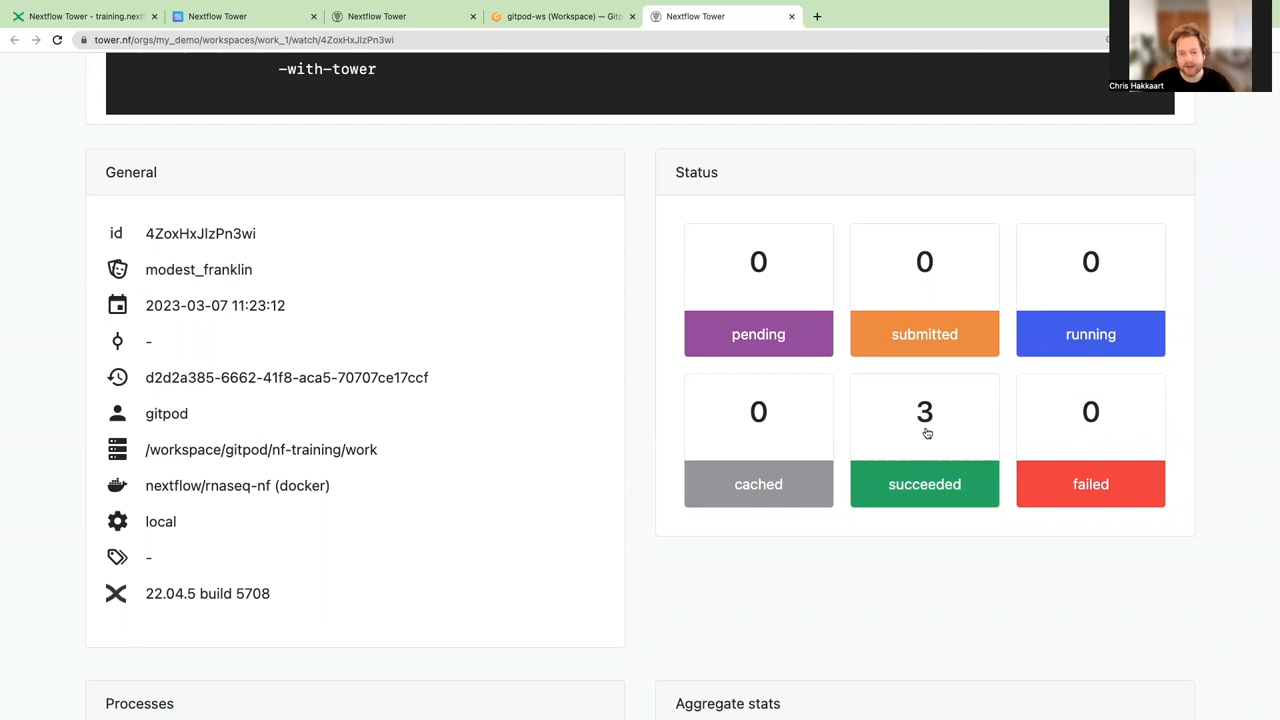 Nextflow Tower - training.nextf
Nextflow Tower
Nextflow Tower
gitpod-ws (Workspace) — Gitp
Nextflow Tower
tower.nf/orgs/my_demo/workspaces/work_1/watch/4ZoxHxJlzPn3wi
Chris Hakkaart
-with-tower
General
id 4ZoxHxJlzPn3wi
modest_franklin
2023-03-07 11:23:12
-
d2d2a385-6662-41f8-aca5-70707ce17ccf
gitpod
/workspace/gitpod/nf-training/work
nextflow/rnaseq-nf (docker)
local
-
22.04.5 build 5708
Status
0 0 0
pending submitted running
0 3 0
cached succeeded failed
Processes
Aggregate stats